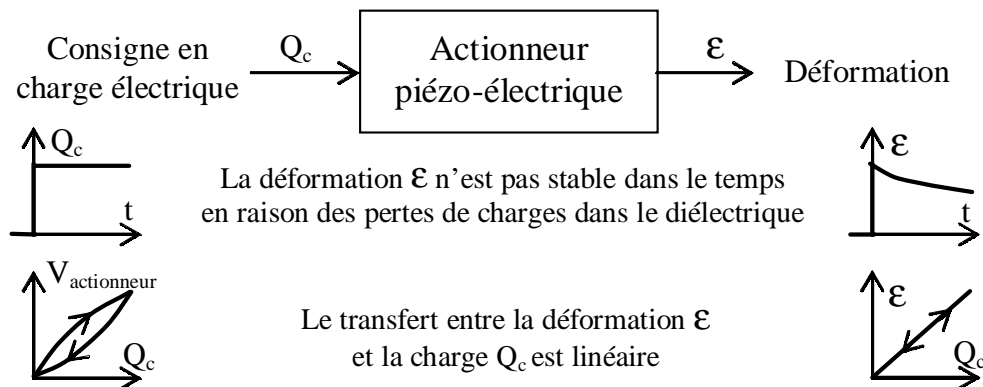 Consigne en
charge électrique
Q_c
Actionneur
piézo-électrique
ε
Déformation
Q_c
t
La déformation ε n'est pas stable dans le temps
en raison des pertes de charges dans le diélectrique
ε
t
V_actionneur
Q_c
Le transfert entre la déformation ε
et la charge Q_c est linéaire
ε
Q_c